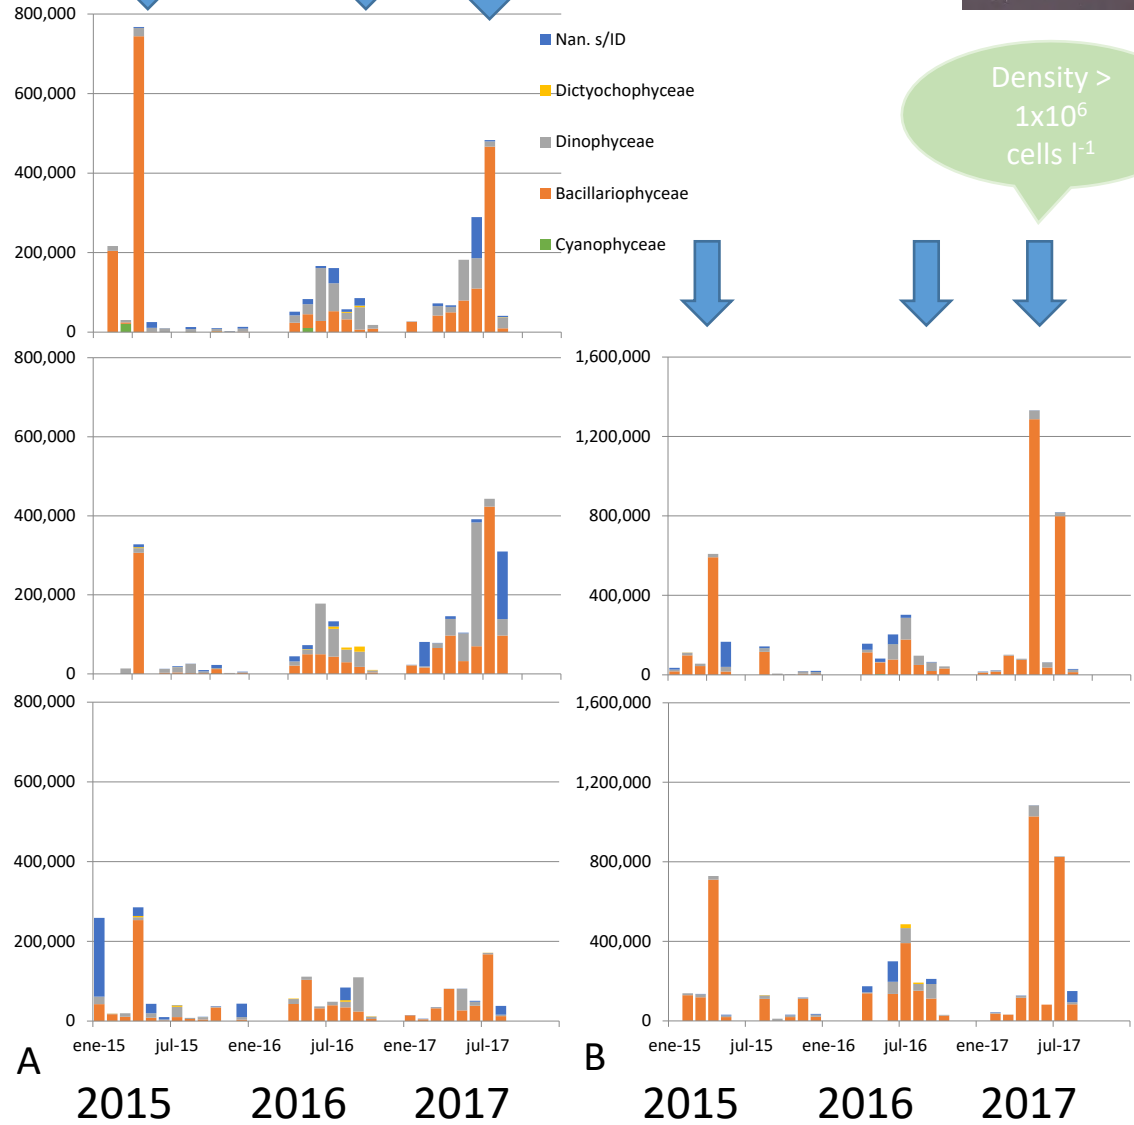 800,000
600,000
400,000
200,000
0
Nan. s/ID
Dictyochophyceae
Dinophyceae
Bacillariophyceae
Cyanophyceae
Density >
1x10⁶
cells l⁻¹
800,000
600,000
400,000
200,000
0
1,600,000
1,200,000
800,000
400,000
0
800,000
600,000
400,000
200,000
0
ene-15 jul-15 ene-16 jul-16 ene-17 jul-17
1,600,000
1,200,000
800,000
400,000
0
ene-15 jul-15 ene-16 jul-16 ene-17 jul-17
A
B
2015 2016 2017
2015 2016 2017